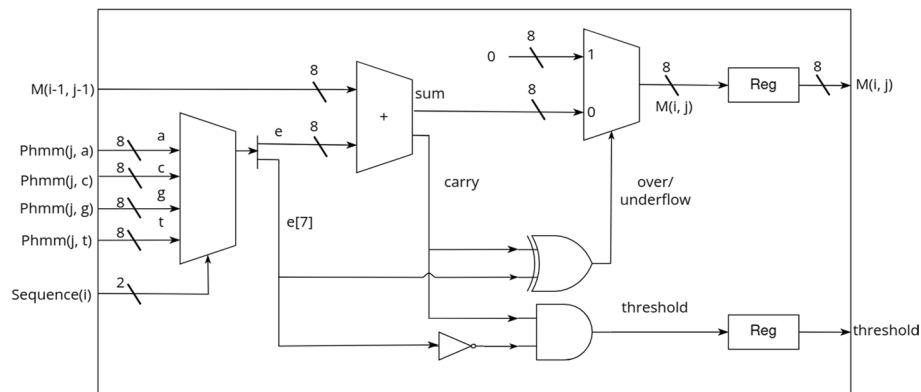 8
8
0
1
8
8
8
M(i-1, j-1)
sum
Reg
M(i, j)
0
M(i, j)
+
8
e
a
8
Phmm(j, a)
c
8
Phmm(j, c)
carry
over/
underflow
g
8
Phmm(j, g)
t
e[7]
8
Phmm(j, t)
2
Sequence(i)
threshold
Reg
threshold